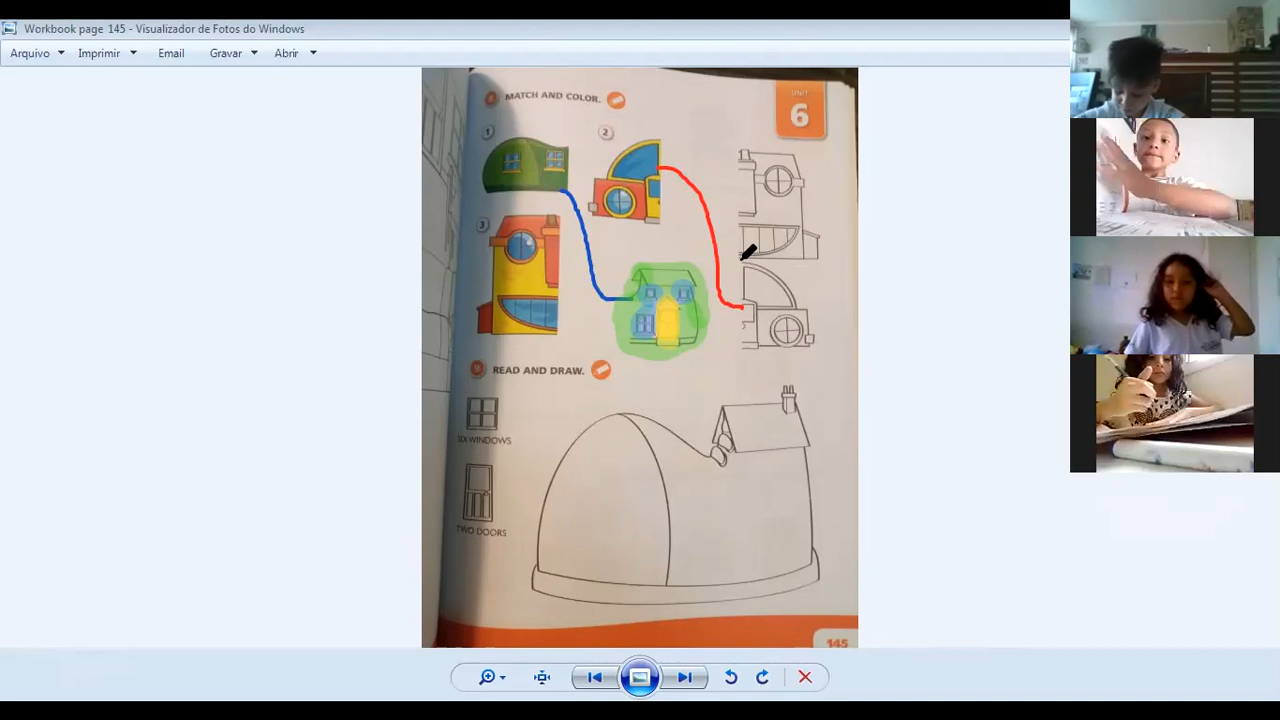 Workbook page 145 - Visualizador de Fotos do Windows
Arquivo Imprimir Email Gravar Abrir
MATCH AND COLOR.
UNIT
6
1
2
3
READ AND DRAW.
SIX WINDOWS
TWO DOORS
145